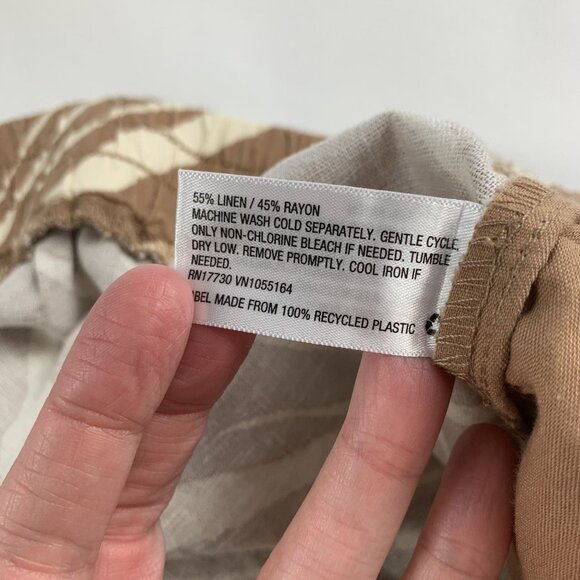 55% LINEN / 45% RAYON
MACHINE WASH COLD SEPARATELY. GENTLE CYCLE.
ONLY NON-CHLORINE BLEACH IF NEEDED. TUMBLE
DRY LOW. REMOVE PROMPTLY. COOL IRON IF
NEEDED.
RN17730 VN1055164
ABEL MADE FROM 100% RECYCLED PLASTIC